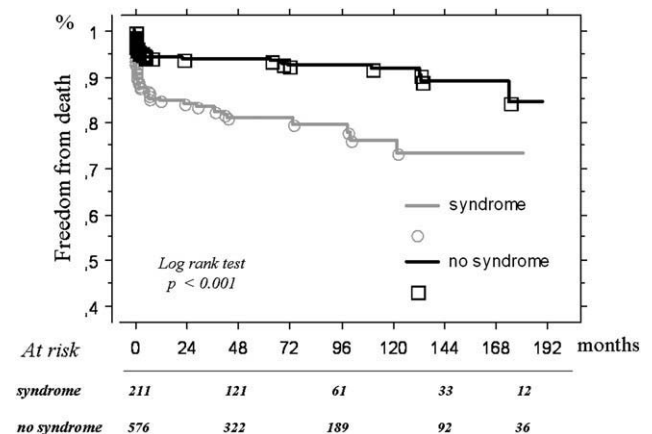 %
1
,9
,8
,7
,6
,5
,4
Freedom from death
syndrome
no syndrome
Log rank test
p < 0.001
At risk 0 24 48 72 96 120 144 168 192 months
syndrome 211 121 61 33 12
no syndrome 576 322 189 92 36